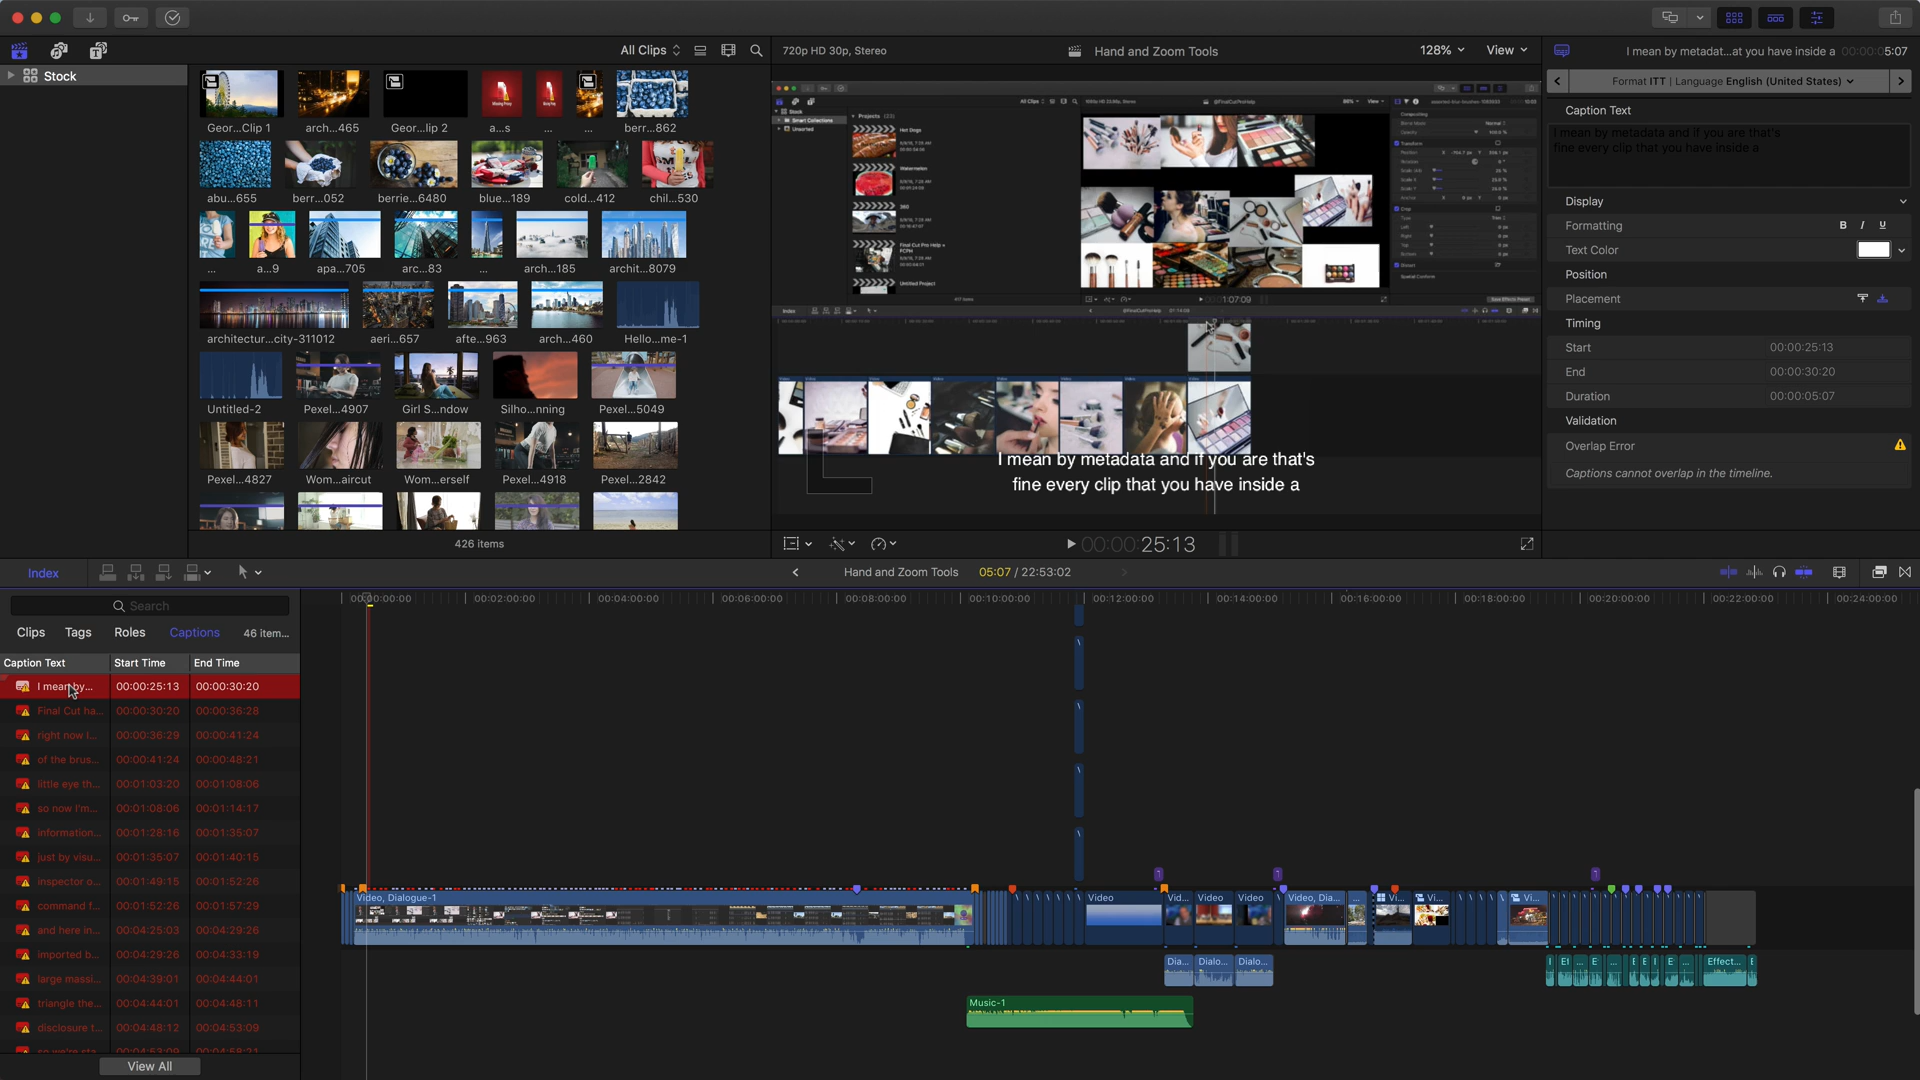 All Clips
720p HD 30p, Stereo
Hand and Zoom Tools
128%
View
I mean by metadat...at you have inside a
00:00:05:07
Stock
Format ITT | Language English (United States)
Caption Text
I mean by metadata and if you are that's
fine every clip that you have inside a
Geor...Clip 1
arch...465
Geor...lip 2
a...s
...
...
berr...862
abu...655
berr...052
berrie...6480
blue...189
cold...412
chil...530
...
a...9
apa...705
arc...83
...
arch...185
archit...8079
architectur...city-311012
aeri...657
afte...963
arch...460
Hello...me-1
Untitled-2
Pexel...4907
Girl S...ndow
Silho...nning
Pexel...5049
Pexel...4827
Wom...aircut
Wom...erself
Pexel...4918
Pexel...2842
426 items
All Clips
Stock
Smart Collections
Projects (23)
Hot Dogs
Watermelon
360
Final Cut Pro Help +
FCPH
Untitled Project
1:07:09
Index
I mean by metadata and if you are that's
fine every clip that you have inside a
00:00:25:13
Display
Formatting
B I U
Text Color
Position
Placement
Timing
Start
00:00:25:13
End
00:00:30:20
Duration
00:00:05:07
Validation
Overlap Error
Captions cannot overlap in the timeline.
Index
Hand and Zoom Tools
05:07 / 22:53:02
Search
Clips
Tags
Roles
Captions
46 item...
Caption Text
Start Time
End Time
I mean by...
00:00:25:13
00:00:30:20
Final Cut ha...
00:00:30:20
00:00:36:28
right now I...
00:00:36:29
00:00:41:24
of the brus...
00:00:41:24
00:00:48:21
little eye th...
00:01:03:20
00:01:08:06
so now I'm...
00:01:08:06
00:01:14:17
information...
00:01:28:16
00:01:35:07
just by visu...
00:01:35:07
00:01:40:15
inspector o...
00:01:49:15
00:01:52:26
command f...
00:01:52:26
00:01:57:29
and here in...
00:04:25:03
00:04:29:26
imported b...
00:04:29:26
00:04:33:19
large massi...
00:04:39:01
00:04:44:01
triangle the...
00:04:44:01
00:04:48:11
disclosure t...
00:04:48:12
00:04:53:09
so we're sta...
00:04:53:09
00:04:58:21
View All
00:00:00:00
00:02:00:00
00:04:00:00
00:06:00:00
00:08:00:00
00:10:00:00
00:12:00:00
00:14:00:00
00:16:00:00
00:18:00:00
00:20:00:00
00:22:00:00
00:24:00:00
Video, Dialogue-1
Video
Vid...
Video
Video
Video, Dia...
...
Vi...
Vi...
Vi...
Dia...
Dialo...
Dialo...
Effect...
Music-1